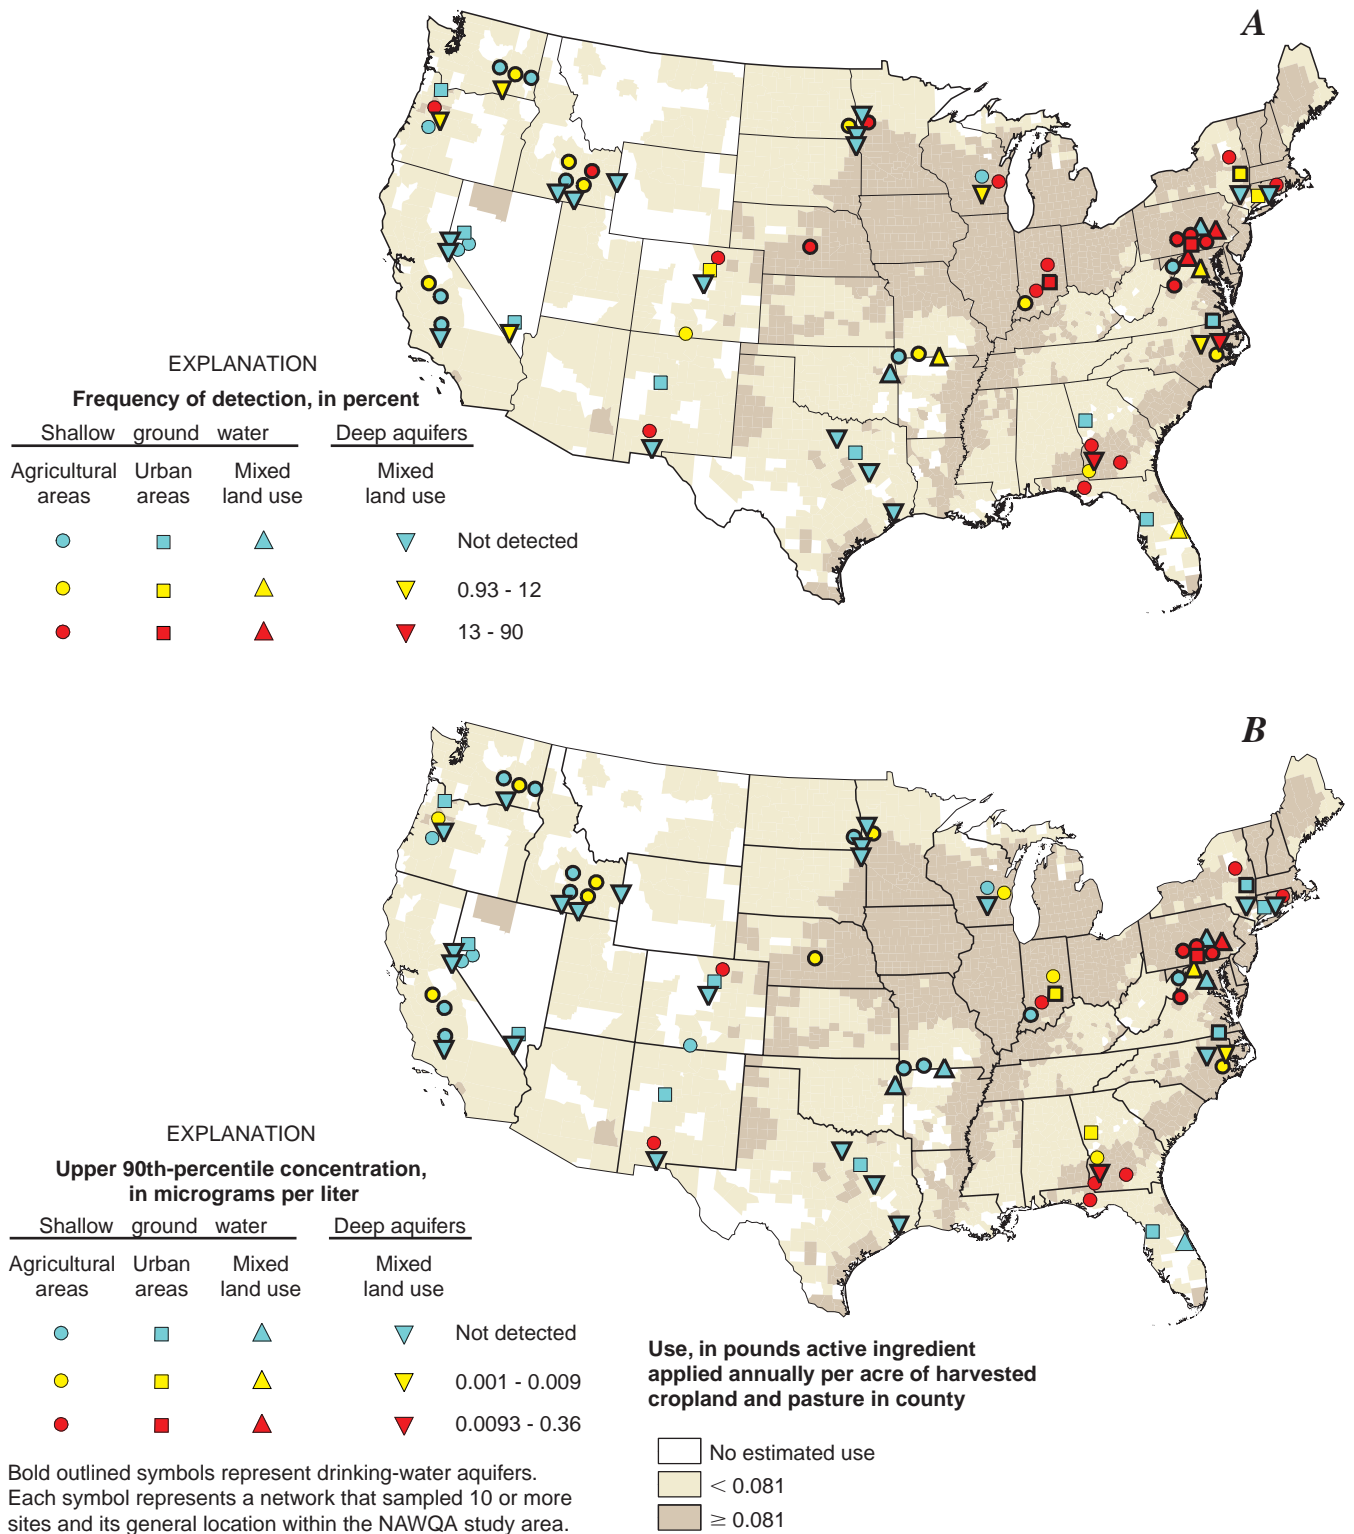 A
EXPLANATION
Frequency of detection, in percent
Shallow ground water Deep aquifers
Agricultural areas Urban areas Mixed land use Mixed land use
Not detected
0.93 - 12
13 - 90
B
EXPLANATION
Upper 90th-percentile concentration,
in micrograms per liter
Shallow ground water Deep aquifers
Agricultural areas Urban areas Mixed land use Mixed land use
Not detected
0.001 - 0.009
0.0093 - 0.36
Bold outlined symbols represent drinking-water aquifers.
Each symbol represents a network that sampled 10 or more
sites and its general location within the NAWQA study area.
Use, in pounds active ingredient
applied annually per acre of harvested
cropland and pasture in county
No estimated use
< 0.081
≥ 0.081